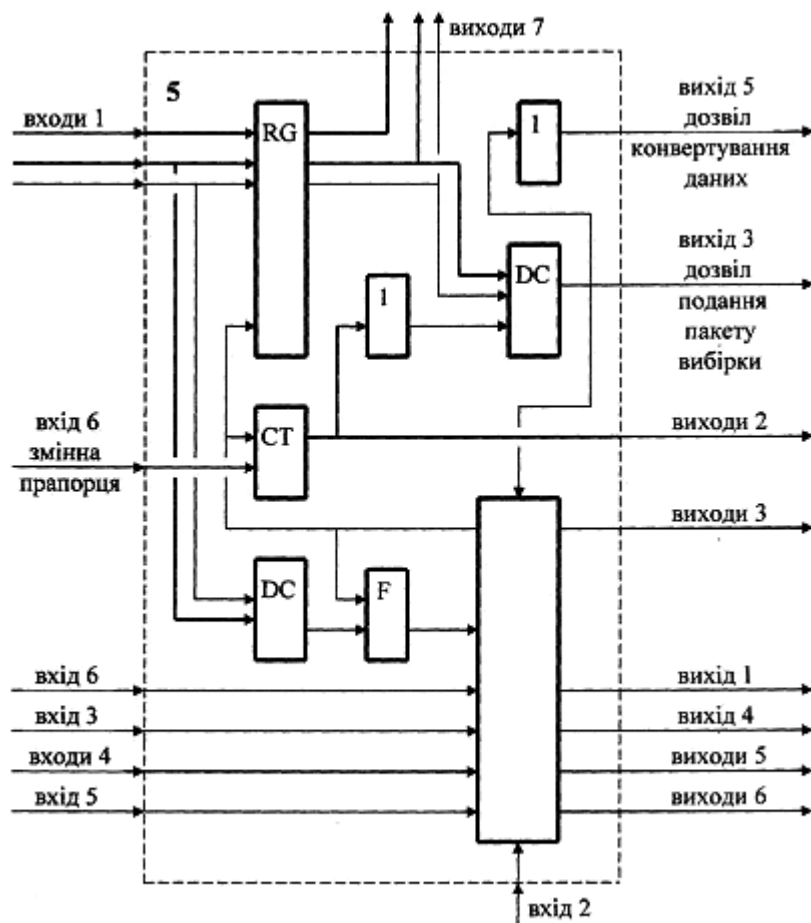 виходи 7
5
входи 1
RG
1
вихід 5
дозвіл
конвертування
даних
вихід 3
дозвіл
подання
пакету
вибірки
DC
1
вхід 6
змінна
прапорця
CT
виходи 2
виходи 3
DC
F
вхід 6
вихід 1
вхід 3
вихід 4
входи 4
виходи 5
вхід 5
виходи 6
вхід 2